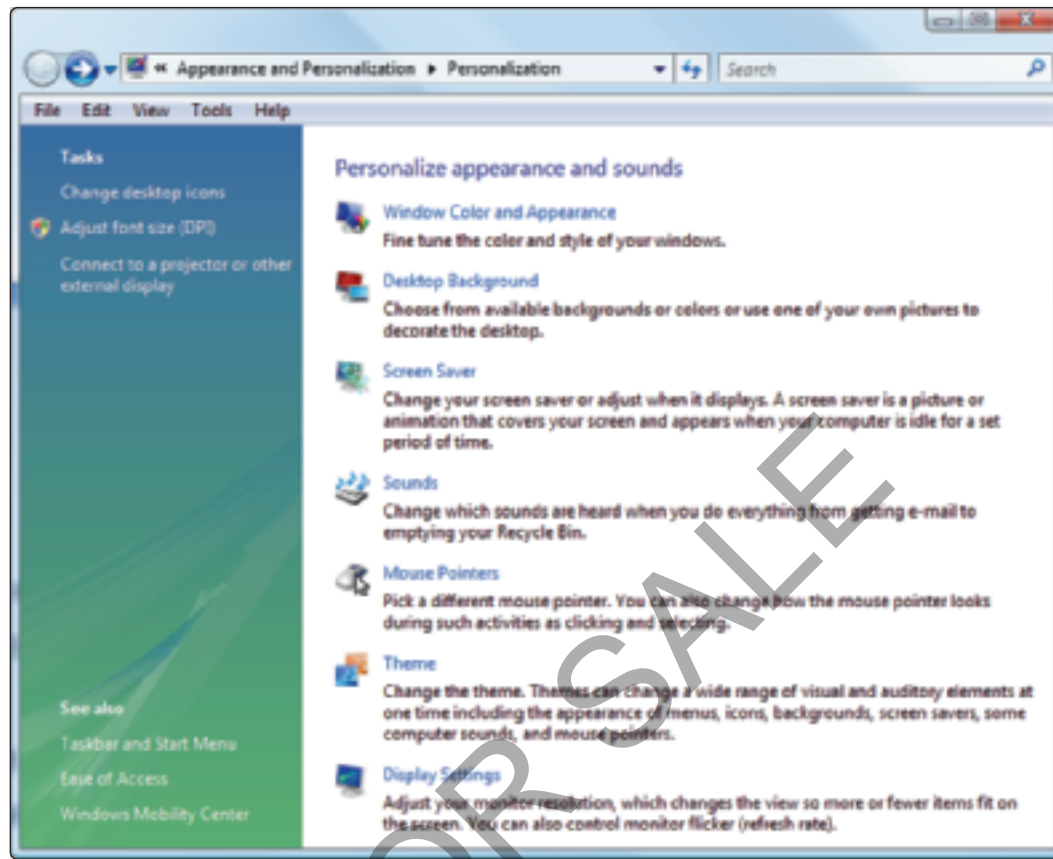 « Appearance and Personalization ▸ Personalization
Search
File Edit View Tools Help
Tasks
Change desktop icons
Adjust font size (DPI)
Connect to a projector or other
external display
See also
Taskbar and Start Menu
Ease of Access
Windows Mobility Center
Personalize appearance and sounds
Window Color and Appearance
Fine tune the color and style of your windows.
Desktop Background
Choose from available backgrounds or colors or use one of your own pictures to
decorate the desktop.
Screen Saver
Change your screen saver or adjust when it displays. A screen saver is a picture or
animation that covers your screen and appears when your computer is idle for a set
period of time.
Sounds
Change which sounds are heard when you do everything from getting e-mail to
emptying your Recycle Bin.
Mouse Pointers
Pick a different mouse pointer. You can also change how the mouse pointer looks
during such activities as clicking and selecting.
Theme
Change the theme. Themes can change a wide range of visual and auditory elements at
one time including the appearance of menus, icons, backgrounds, screen savers, some
computer sounds, and mouse pointers.
Display Settings
Adjust your monitor resolution, which changes the view so more or fewer items fit on
the screen. You can also control monitor flicker (refresh rate).
OR SALE